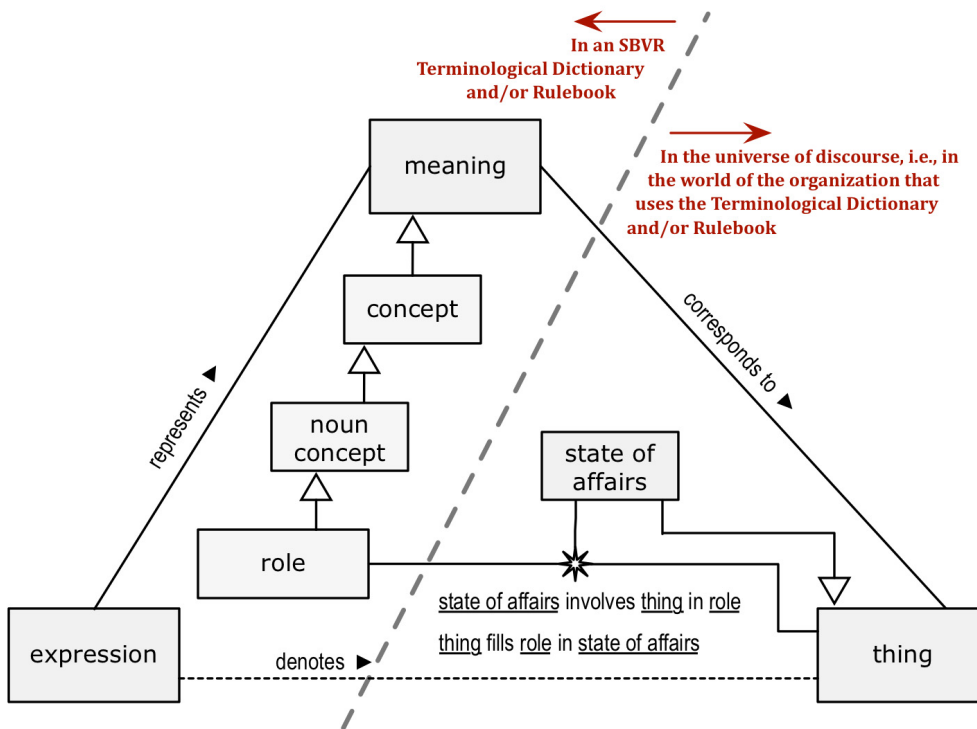 In an SBVR
Terminological Dictionary
and/or Rulebook
In the universe of discourse, i.e., in
the world of the organization that
uses the Terminological Dictionary
and/or Rulebook
meaning
concept
corresponds to ▶
represents ▶
noun
concept
state of
affairs
role
state of affairs involves thing in role
thing fills role in state of affairs
expression
denotes ▶
thing